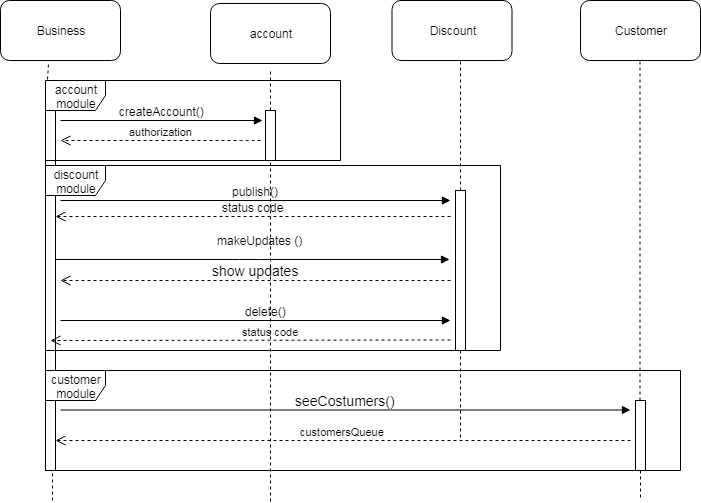 Business
account
Discount
Customer
account
module
createAccount()
authorization
discount
module
publish()
status code
makeUpdates ()
show updates
delete()
status code
customer
module
seeCostumers()
customersQueue